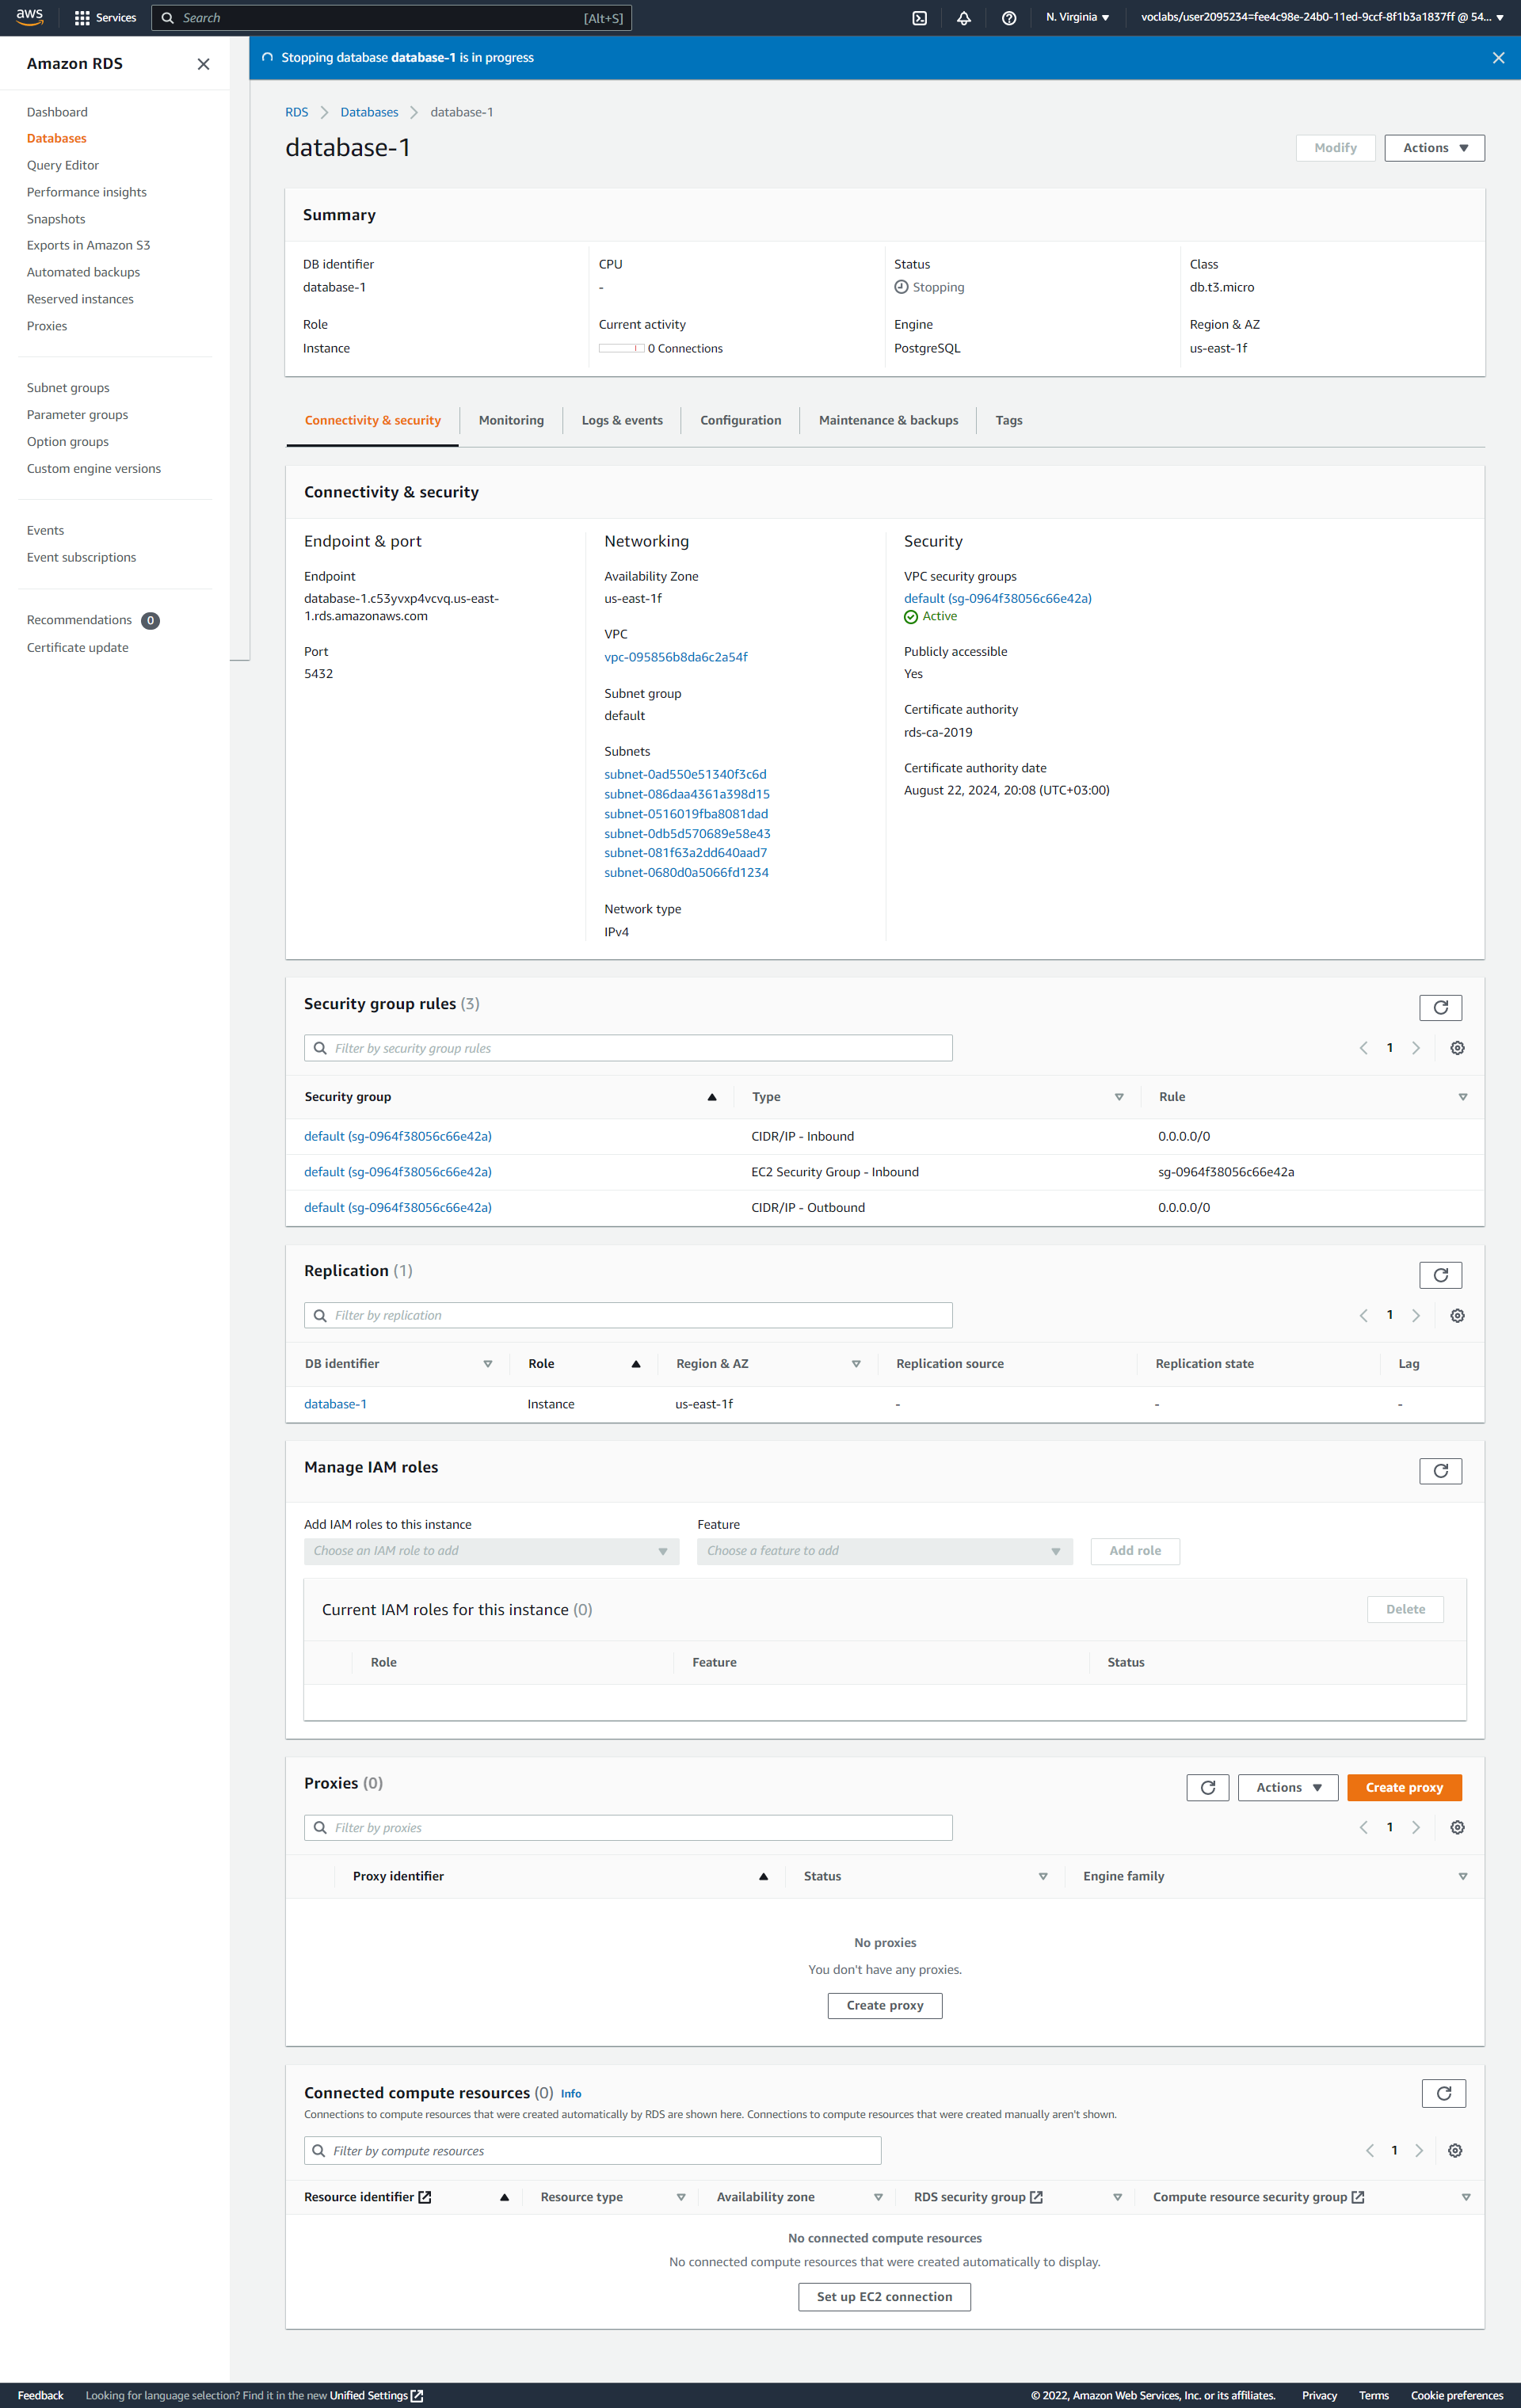 aws
Services
Search
[Alt+S]
N. Virginia
voclabs/user2095234=fee4c98e-24b0-11ed-9ccf-8f1b3a1837ff @ 54...
Amazon RDS
Dashboard
Databases
Query Editor
Performance insights
Snapshots
Exports in Amazon S3
Automated backups
Reserved instances
Proxies
Subnet groups
Parameter groups
Option groups
Custom engine versions
Events
Event subscriptions
Recommendations 0
Certificate update
Stopping database database-1 is in progress
RDS
Databases
database-1
database-1
Modify
Actions
Summary
DB identifier
database-1
CPU
-
Status
Stopping
Class
db.t3.micro
Role
Instance
Current activity
0 Connections
Engine
PostgreSQL
Region & AZ
us-east-1f
Connectivity & security
Monitoring
Logs & events
Configuration
Maintenance & backups
Tags
Connectivity & security
Endpoint & port
Endpoint
database-1.c53yvxp4vcvq.us-east-
1.rds.amazonaws.com
Port
5432
Networking
Availability Zone
us-east-1f
VPC
vpc-095856b8da6c2a54f
Subnet group
default
Subnets
subnet-0ad550e51340f3c6d
subnet-086daa4361a398d15
subnet-0516019fba8081dad
subnet-0db5d570689e58e43
subnet-081f63a2dd640aad7
subnet-0680d0a5066fd1234
Network type
IPv4
Security
VPC security groups
default (sg-0964f38056c66e42a)
Active
Publicly accessible
Yes
Certificate authority
rds-ca-2019
Certificate authority date
August 22, 2024, 20:08 (UTC+03:00)
Security group rules (3)
Filter by security group rules
1
Security group
Type
Rule
default (sg-0964f38056c66e42a)
CIDR/IP - Inbound
0.0.0.0/0
default (sg-0964f38056c66e42a)
EC2 Security Group - Inbound
sg-0964f38056c66e42a
default (sg-0964f38056c66e42a)
CIDR/IP - Outbound
0.0.0.0/0
Replication (1)
Filter by replication
1
DB identifier
Role
Region & AZ
Replication source
Replication state
Lag
database-1
Instance
us-east-1f
-
-
-
Manage IAM roles
Add IAM roles to this instance
Choose an IAM role to add
Feature
Choose a feature to add
Add role
Current IAM roles for this instance (0)
Delete
Role
Feature
Status
Proxies (0)
Actions
Create proxy
Filter by proxies
1
Proxy identifier
Status
Engine family
No proxies
You don't have any proxies.
Create proxy
Connected compute resources (0) Info
Connections to compute resources that were created automatically by RDS are shown here. Connections to compute resources that were created manually aren't shown.
Filter by compute resources
1
Resource identifier
Resource type
Availability zone
RDS security group
Compute resource security group
No connected compute resources
No connected compute resources that were created automatically to display.
Set up EC2 connection
Feedback
Looking for language selection? Find it in the new Unified Settings
© 2022, Amazon Web Services, Inc. or its affiliates.
Privacy
Terms
Cookie preferences